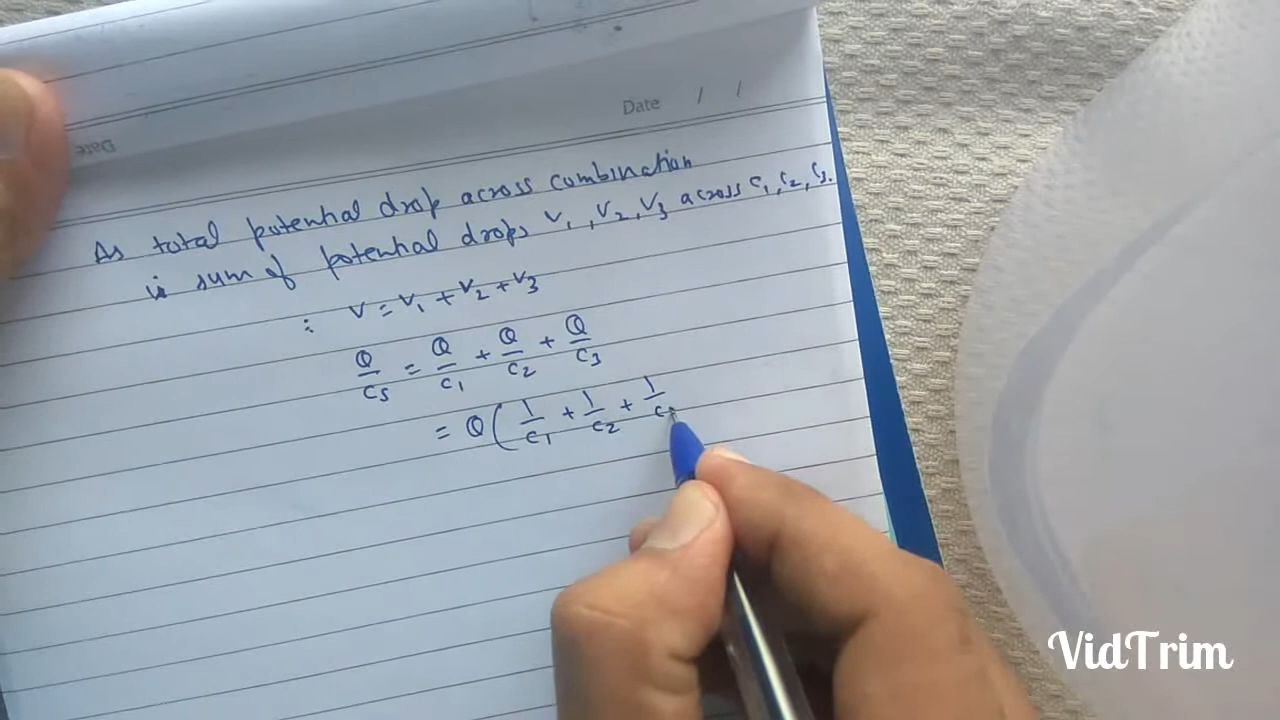 Date / /
Date
As total potential drop across combination
is sum of potential drops V₁, V₂, V₃ across C₁, C₂, C₃.
∴ V = V₁ + V₂ + V₃
Q/Cs = Q/C₁ + Q/C₂ + Q/C₃
= Q ( 1/C₁ + 1/C₂ + 1/C
VidTrim